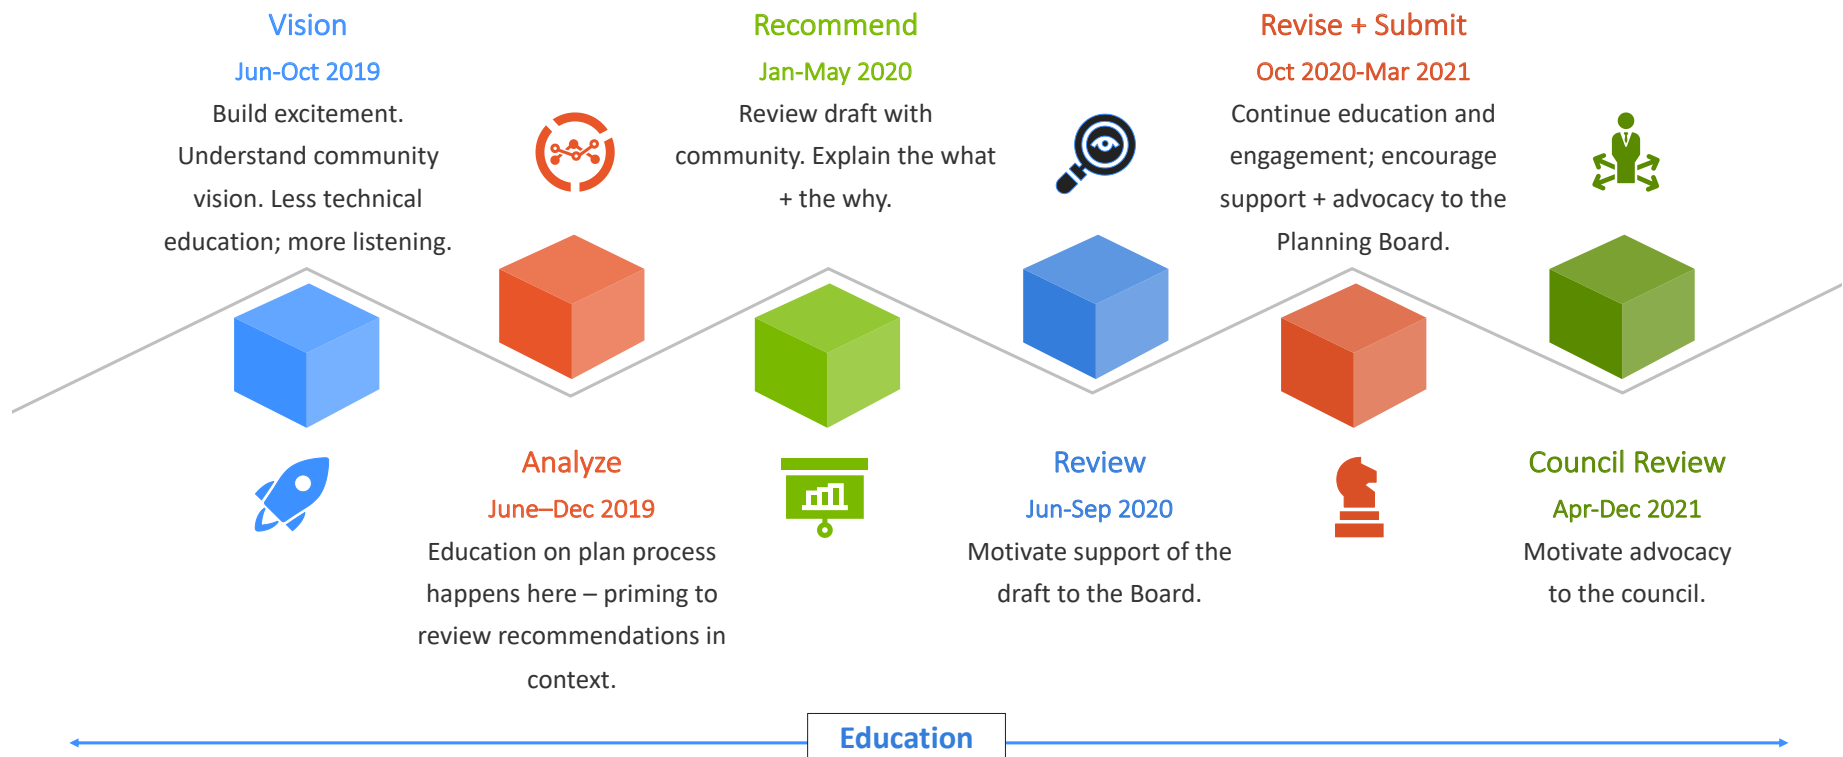 Vision
Jun-Oct 2019
Build excitement.
Understand community
vision. Less technical
education; more listening.
Analyze
June–Dec 2019
Education on plan process
happens here – priming to
review recommendations in
context.
Recommend
Jan-May 2020
Review draft with
community. Explain the what
+ the why.
Review
Jun-Sep 2020
Motivate support of the
draft to the Board.
Revise + Submit
Oct 2020-Mar 2021
Continue education and
engagement; encourage
support + advocacy to the
Planning Board.
Council Review
Apr-Dec 2021
Motivate advocacy
to the council.
Education